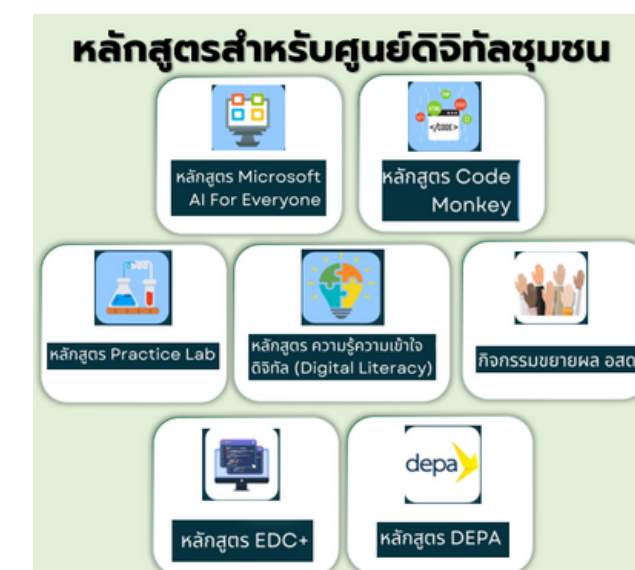 หลักสูตรสำหรับศูนย์ดิจิทัลชุมชน
</CODE>
หลักสูตร Microsoft
AI For Everyone
หลักสูตร Code
Monkey
หลักสูตร Practice Lab
หลักสูตร ความรู้ความเข้าใจ
ดิจิทัล (Digital Literacy)
กิจกรรมขยายผล อสด
depa
หลักสูตร EDC+
หลักสูตร DEPA